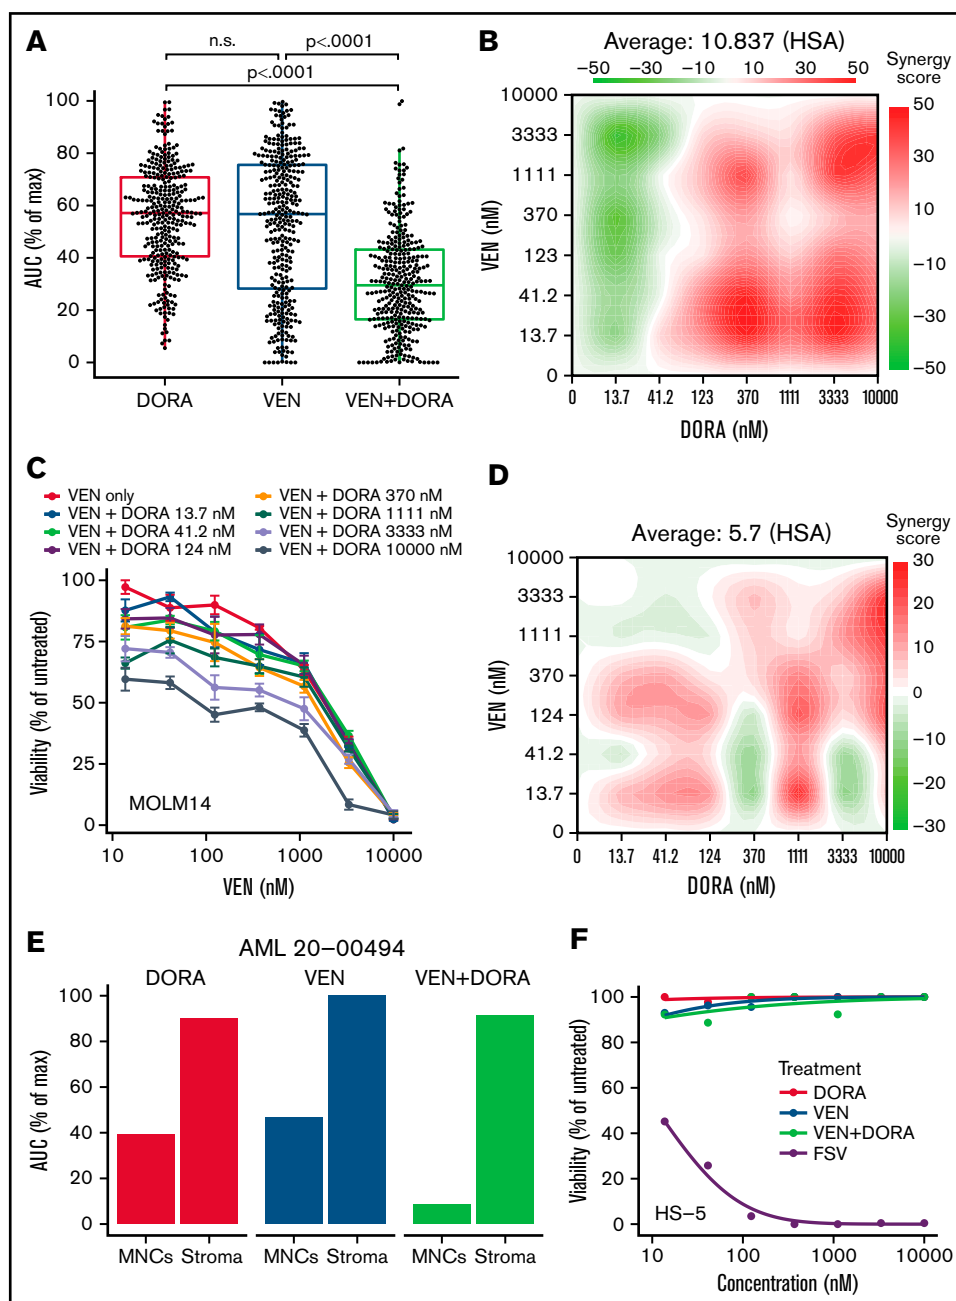 A
n.s.
p<.0001
p<.0001
AUC (% of max)
100
80
60
40
20
0
DORA
VEN
VEN+DORA
B
Average: 10.837 (HSA)
−50
−30
−10
10
30
50
Synergy
score
VEN (nM)
10000
3333
1111
370
123
41.2
13.7
0
0
13.7
41.2
123
370
1111
3333
10000
DORA (nM)
50
30
10
−10
−30
−50
C
VEN only
VEN + DORA 13.7 nM
VEN + DORA 41.2 nM
VEN + DORA 124 nM
VEN + DORA 370 nM
VEN + DORA 1111 nM
VEN + DORA 3333 nM
VEN + DORA 10000 nM
Viability (% of untreated)
100
75
50
25
0
MOLM14
10
100
1000
10000
VEN (nM)
D
Average: 5.7 (HSA)
Synergy
score
VEN (nM)
10000
3333
1111
370
124
41.2
13.7
0
0
13.7
41.2
124
370
1111
3333
10000
DORA (nM)
30
20
10
0
−10
−20
−30
E
AML 20−00494
DORA
VEN
VEN+DORA
AUC (% of max)
100
80
60
40
20
0
MNCs Stroma
MNCs Stroma
MNCs Stroma
F
Viability (% of untreated)
100
80
60
40
20
0
Treatment
DORA
VEN
VEN+DORA
FSV
HS−5
10
100
1000
10000
Concentration (nM)